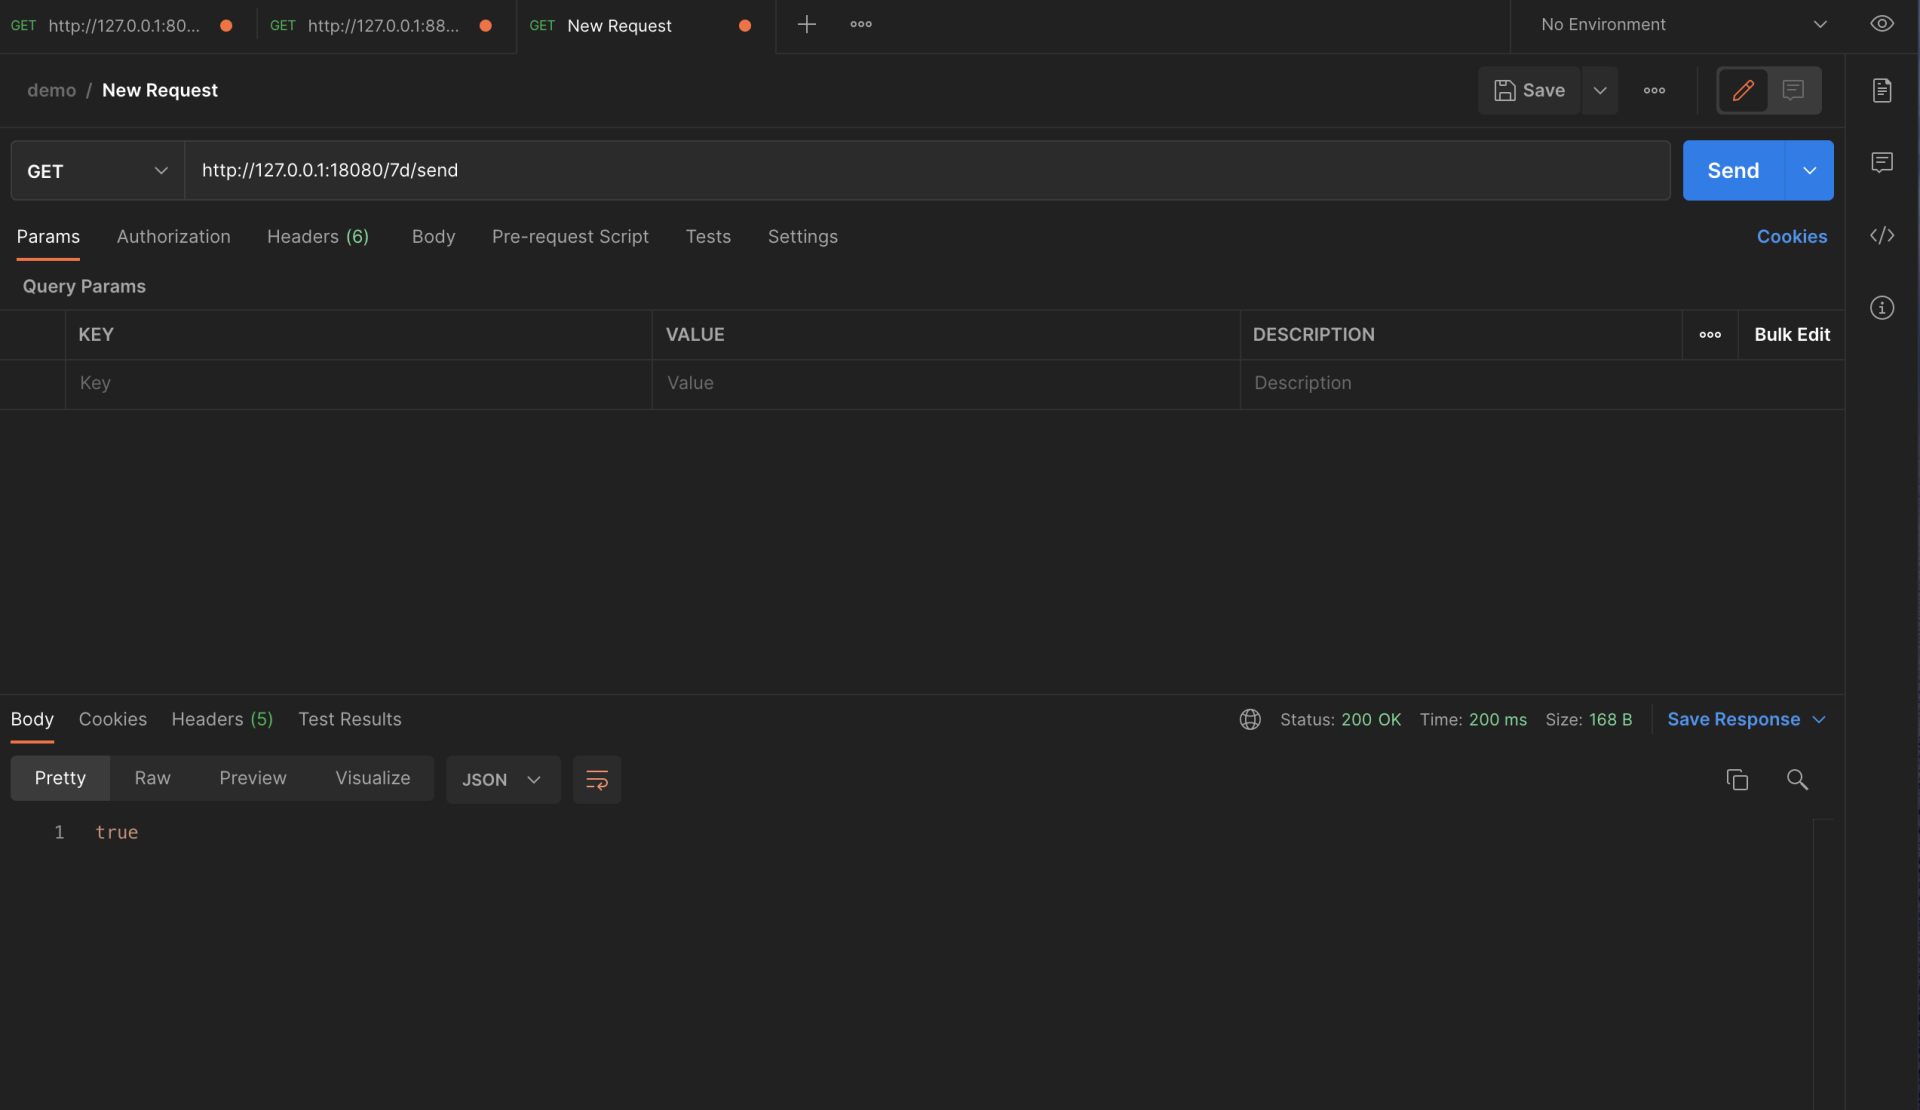 GET http://127.0.0.1:80... GET http://127.0.0.1:88... GET New Request No Environment
demo / New Request Save
GET http://127.0.0.1:18080/7d/send Send
Params Authorization Headers (6) Body Pre-request Script Tests Settings Cookies
Query Params
KEY VALUE DESCRIPTION Bulk Edit
Key Value Description
Body Cookies Headers (5) Test Results Status: 200 OK Time: 200 ms Size: 168 B Save Response
Pretty Raw Preview Visualize JSON
1 true